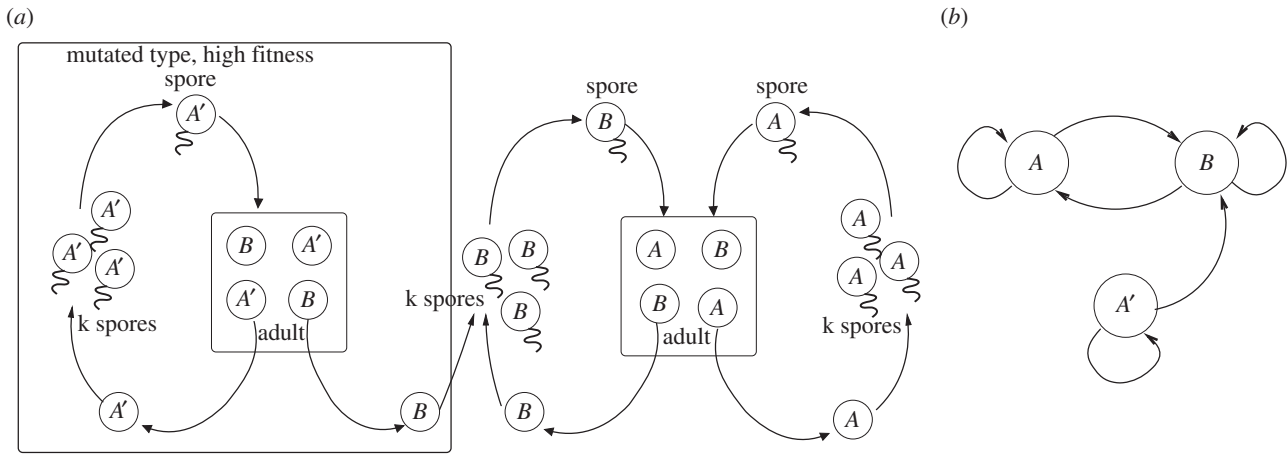 (a)
mutated type, high fitness
spore
A′
A′
A′
A′
k spores
B A′
A′ B
adult
A′
B
spore
B
B
B
B
k spores
B
A B
B A
adult
spore
A
A
A
A
k spores
A
(b)
A
B
A′